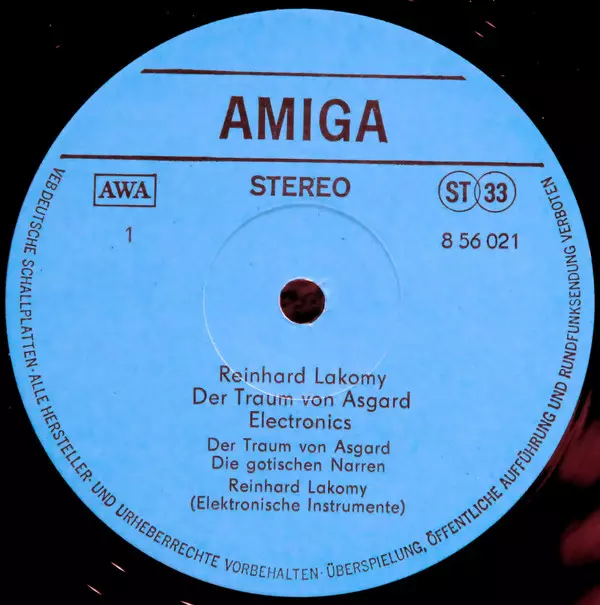 AMIGA
AWA
STEREO
ST 33
1
8 56 021
Reinhard Lakomy
Der Traum von Asgard
Electronics
Der Traum von Asgard
Die gotischen Narren
Reinhard Lakomy
(Elektronische Instrumente)
VEB DEUTSCHE SCHALLPLATTEN · ALLE HERSTELLER- UND URHEBERRECHTE VORBEHALTEN · ÜBERSPIELUNG, ÖFFENTLICHE AUFFÜHRUNG UND RUNDFUNKSENDUNG VERBOTEN